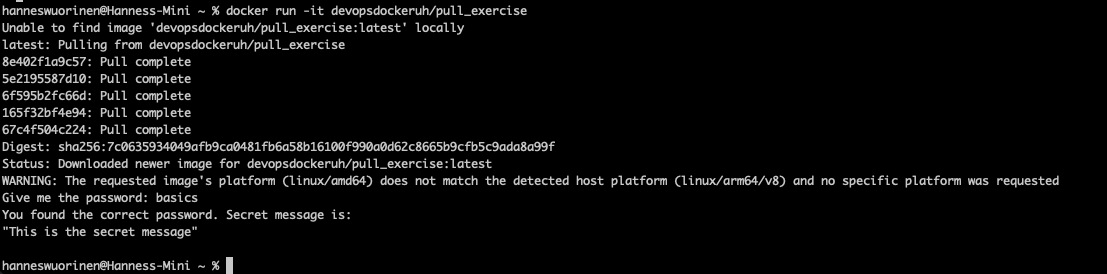 hanneswuorinen@Hanness-Mini ~ % docker run -it devopsdockeruh/pull_exercise
Unable to find image 'devopsdockeruh/pull_exercise:latest' locally
latest: Pulling from devopsdockeruh/pull_exercise
8e402f1a9c57: Pull complete
5e2195587d10: Pull complete
6f595b2fc66d: Pull complete
165f32bf4e94: Pull complete
67c4f504c224: Pull complete
Digest: sha256:7c0635934049afb9ca0481fb6a58b16100f990a0d62c8665b9cfb5c9ada8a99f
Status: Downloaded newer image for devopsdockeruh/pull_exercise:latest
WARNING: The requested image's platform (linux/amd64) does not match the detected host platform (linux/arm64/v8) and no specific platform was requested
Give me the password: basics
You found the correct password. Secret message is:
"This is the secret message"
hanneswuorinen@Hanness-Mini ~ %